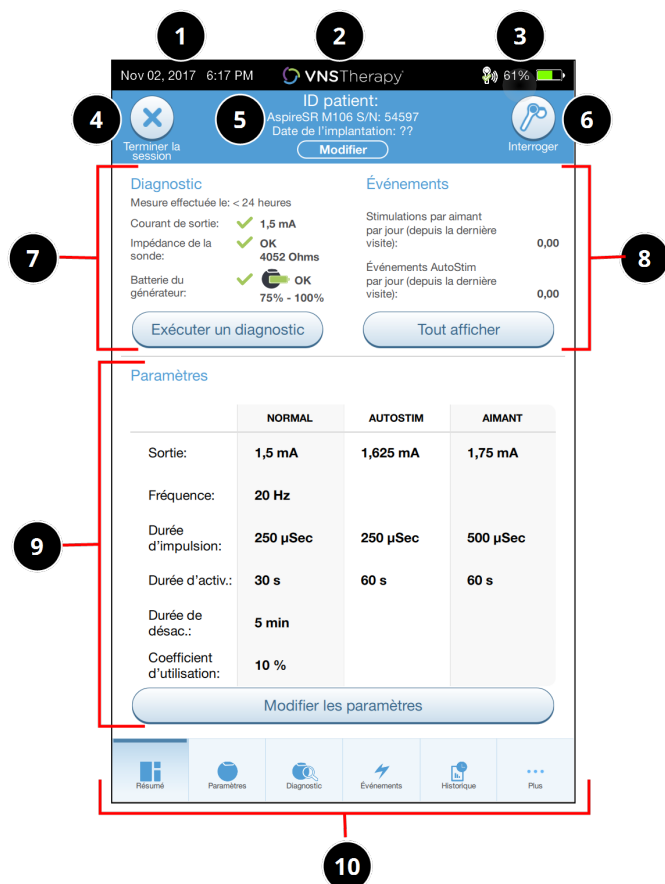 1
2
3
Nov 02, 2017 6:17 PM
VNSTherapy
61%
4
5
6
ID patient:
AspireSR M106 S/N: 54597
Date de l'implantation: ??
Modifier
Terminer la
session
Interroger
7
Diagnostic
Mesure effectuée le: < 24 heures
Courant de sortie: 1,5 mA
Impédance de la
sonde:
OK
4052 Ohms
Batterie du
générateur:
OK
75% - 100%
Exécuter un diagnostic
8
Événements
Stimulations par aimant
par jour (depuis la dernière
visite): 0,00
Événements AutoStim
par jour (depuis la dernière
visite): 0,00
Tout afficher
9
Paramètres
NORMAL AUTOSTIM AIMANT
Sortie: 1,5 mA 1,625 mA 1,75 mA
Fréquence: 20 Hz
Durée
d'impulsion: 250 µSec 250 µSec 500 µSec
Durée d'activ.: 30 s 60 s 60 s
Durée de
désac.: 5 min
Coefficient
d'utilisation: 10 %
Modifier les paramètres
Résumé Paramètres Diagnostic Événements Historique Plus
10